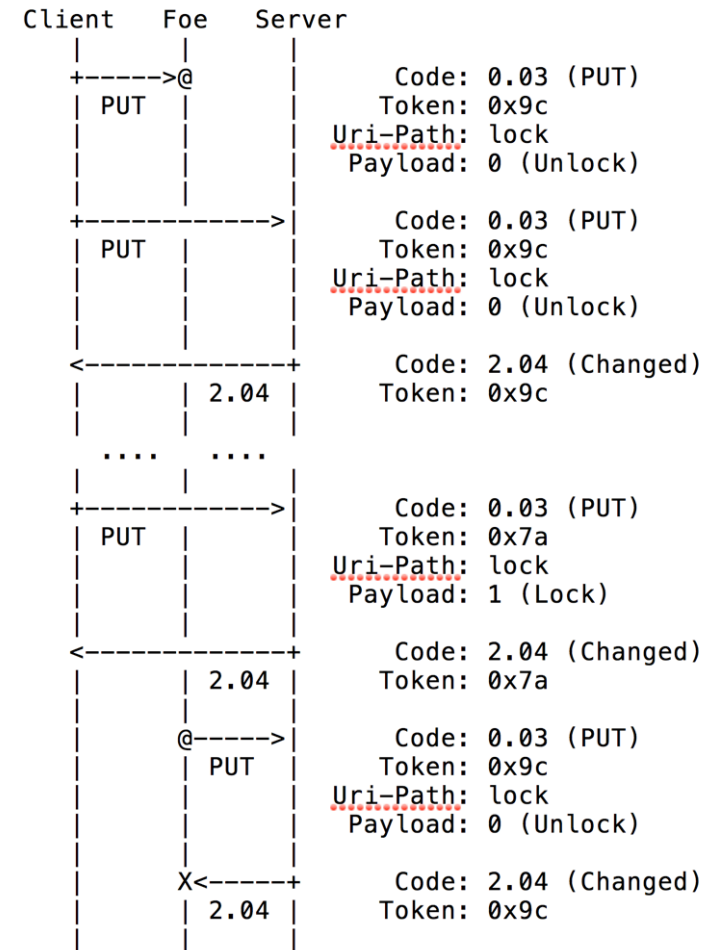 Client   Foe   Server
   |      |      |
   +----->@      |      Code: 0.03 (PUT)
   | PUT  |      |     Token: 0x9c
   |      |      |  Uri-Path: lock
   |      |      |   Payload: 0 (Unlock)
   |      |      |
   +------------>|      Code: 0.03 (PUT)
   | PUT  |      |     Token: 0x9c
   |      |      |  Uri-Path: lock
   |      |      |   Payload: 0 (Unlock)
   |      |      |
   <-------------+      Code: 2.04 (Changed)
   |      | 2.04 |     Token: 0x9c
   |      |      |
     ....   ....
   |      |      |
   +------------>|      Code: 0.03 (PUT)
   | PUT  |      |     Token: 0x7a
   |      |      |  Uri-Path: lock
   |      |      |   Payload: 1 (Lock)
   |      |      |
   <-------------+      Code: 2.04 (Changed)
   |      | 2.04 |     Token: 0x7a
   |      |      |
   |      @----->|      Code: 0.03 (PUT)
   |      | PUT  |     Token: 0x9c
   |      |      |  Uri-Path: lock
   |      |      |   Payload: 0 (Unlock)
   |      |      |
   |      X<-----+      Code: 2.04 (Changed)
   |      | 2.04 |     Token: 0x9c
   |      |      |